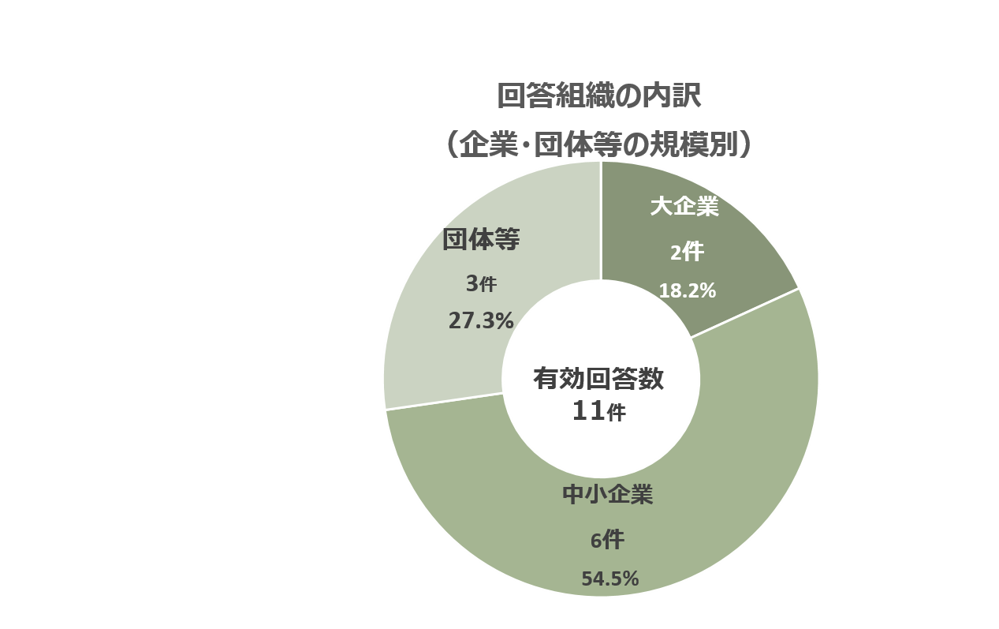 回答組織の内訳
（企業･団体等の規模別）
大企業
2件
18.2%
団体等
3件
27.3%
有効回答数
11件
中小企業
6件
54.5%